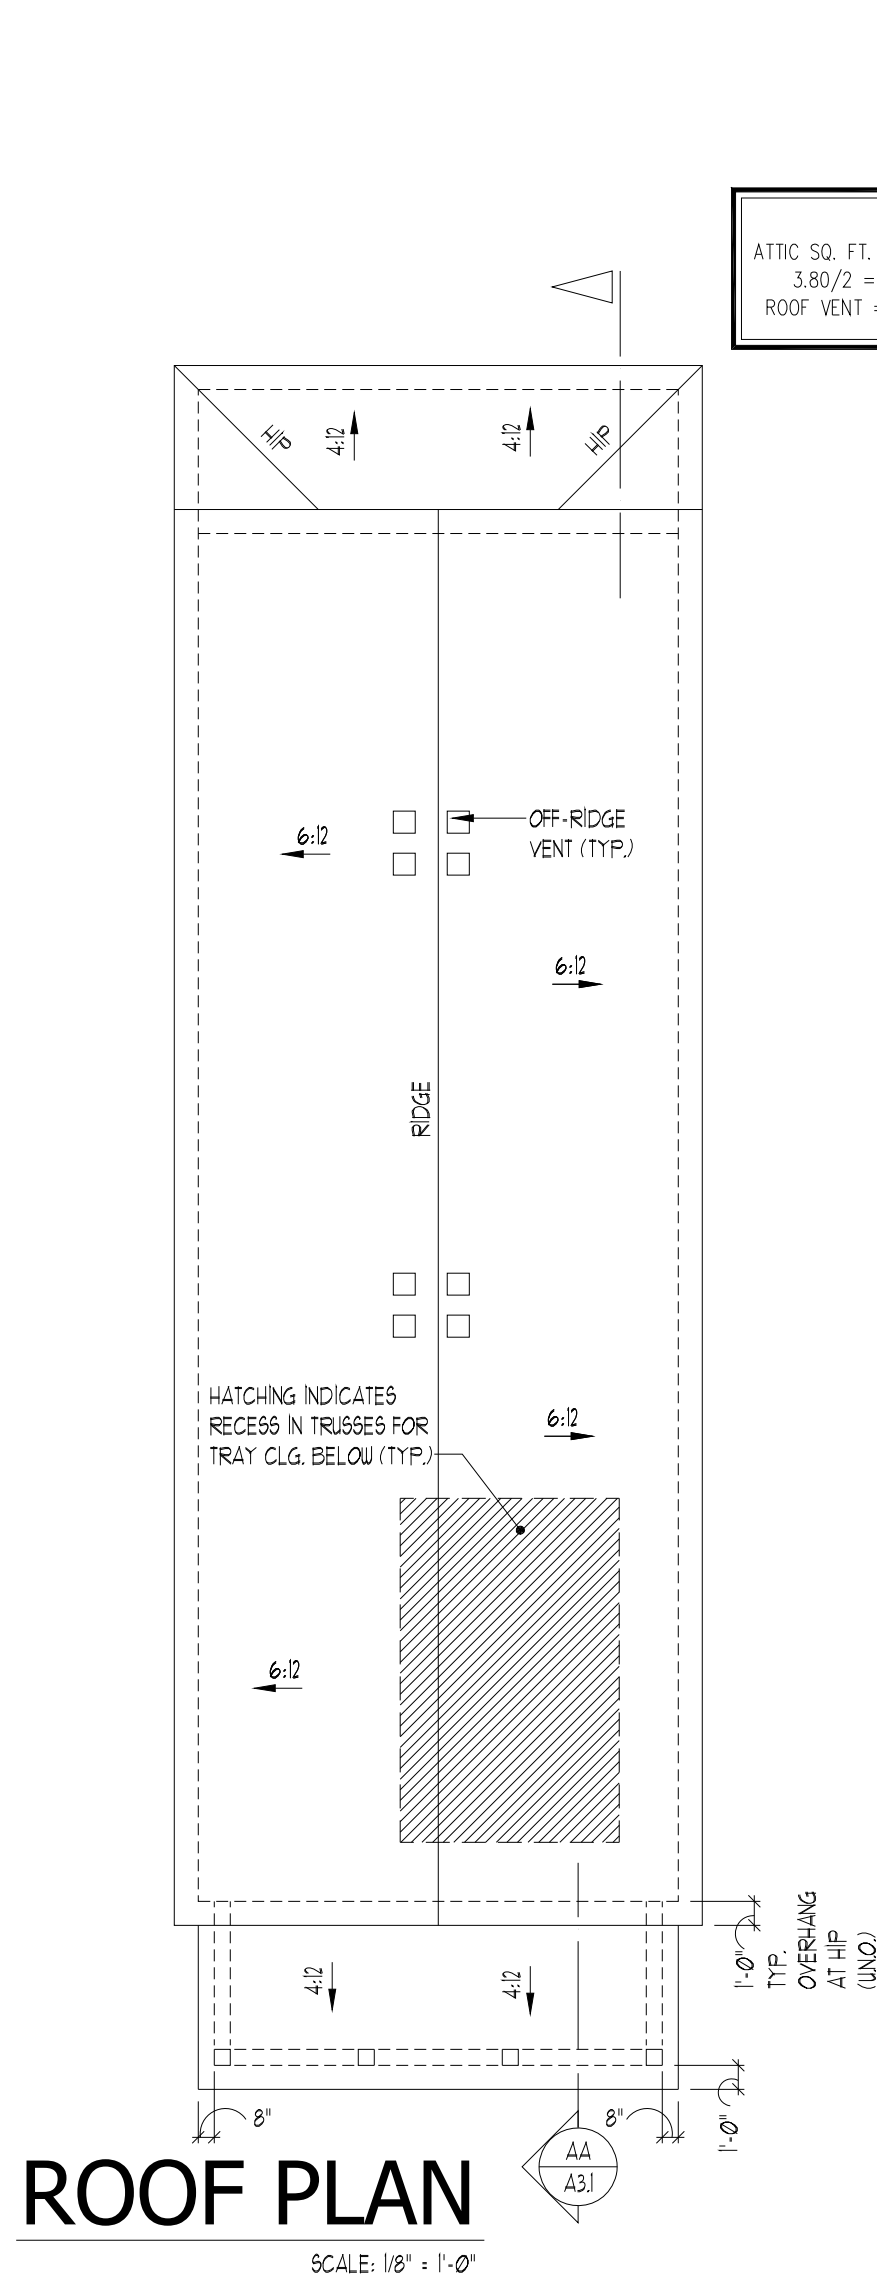 ATTIC SQ. FT.
3.80/2 =
ROOF VENT =
HIP
4:12
4:12
HIP
OFF-RIDGE
VENT (TYP.)
6:12
6:12
RIDGE
HATCHING INDICATES
RECESS IN TRUSSES FOR
TRAY CLG. BELOW (TYP.)
6:12
6:12
1'-0"
TYP.
OVERHANG
AT HIP
(U.N.O.)
4:12
4:12
8"
8"
1'-0"
AA
A3.1
ROOF PLAN
SCALE: 1/8" = 1'-0"